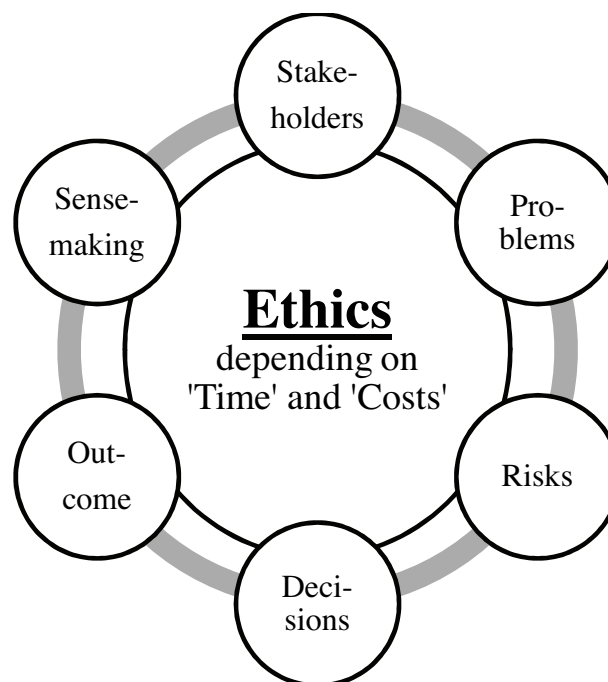 Stake-
holders
Sense-
making
Pro-
blems
Ethics
depending on
'Time' and 'Costs'
Out-
come
Risks
Deci-
sions